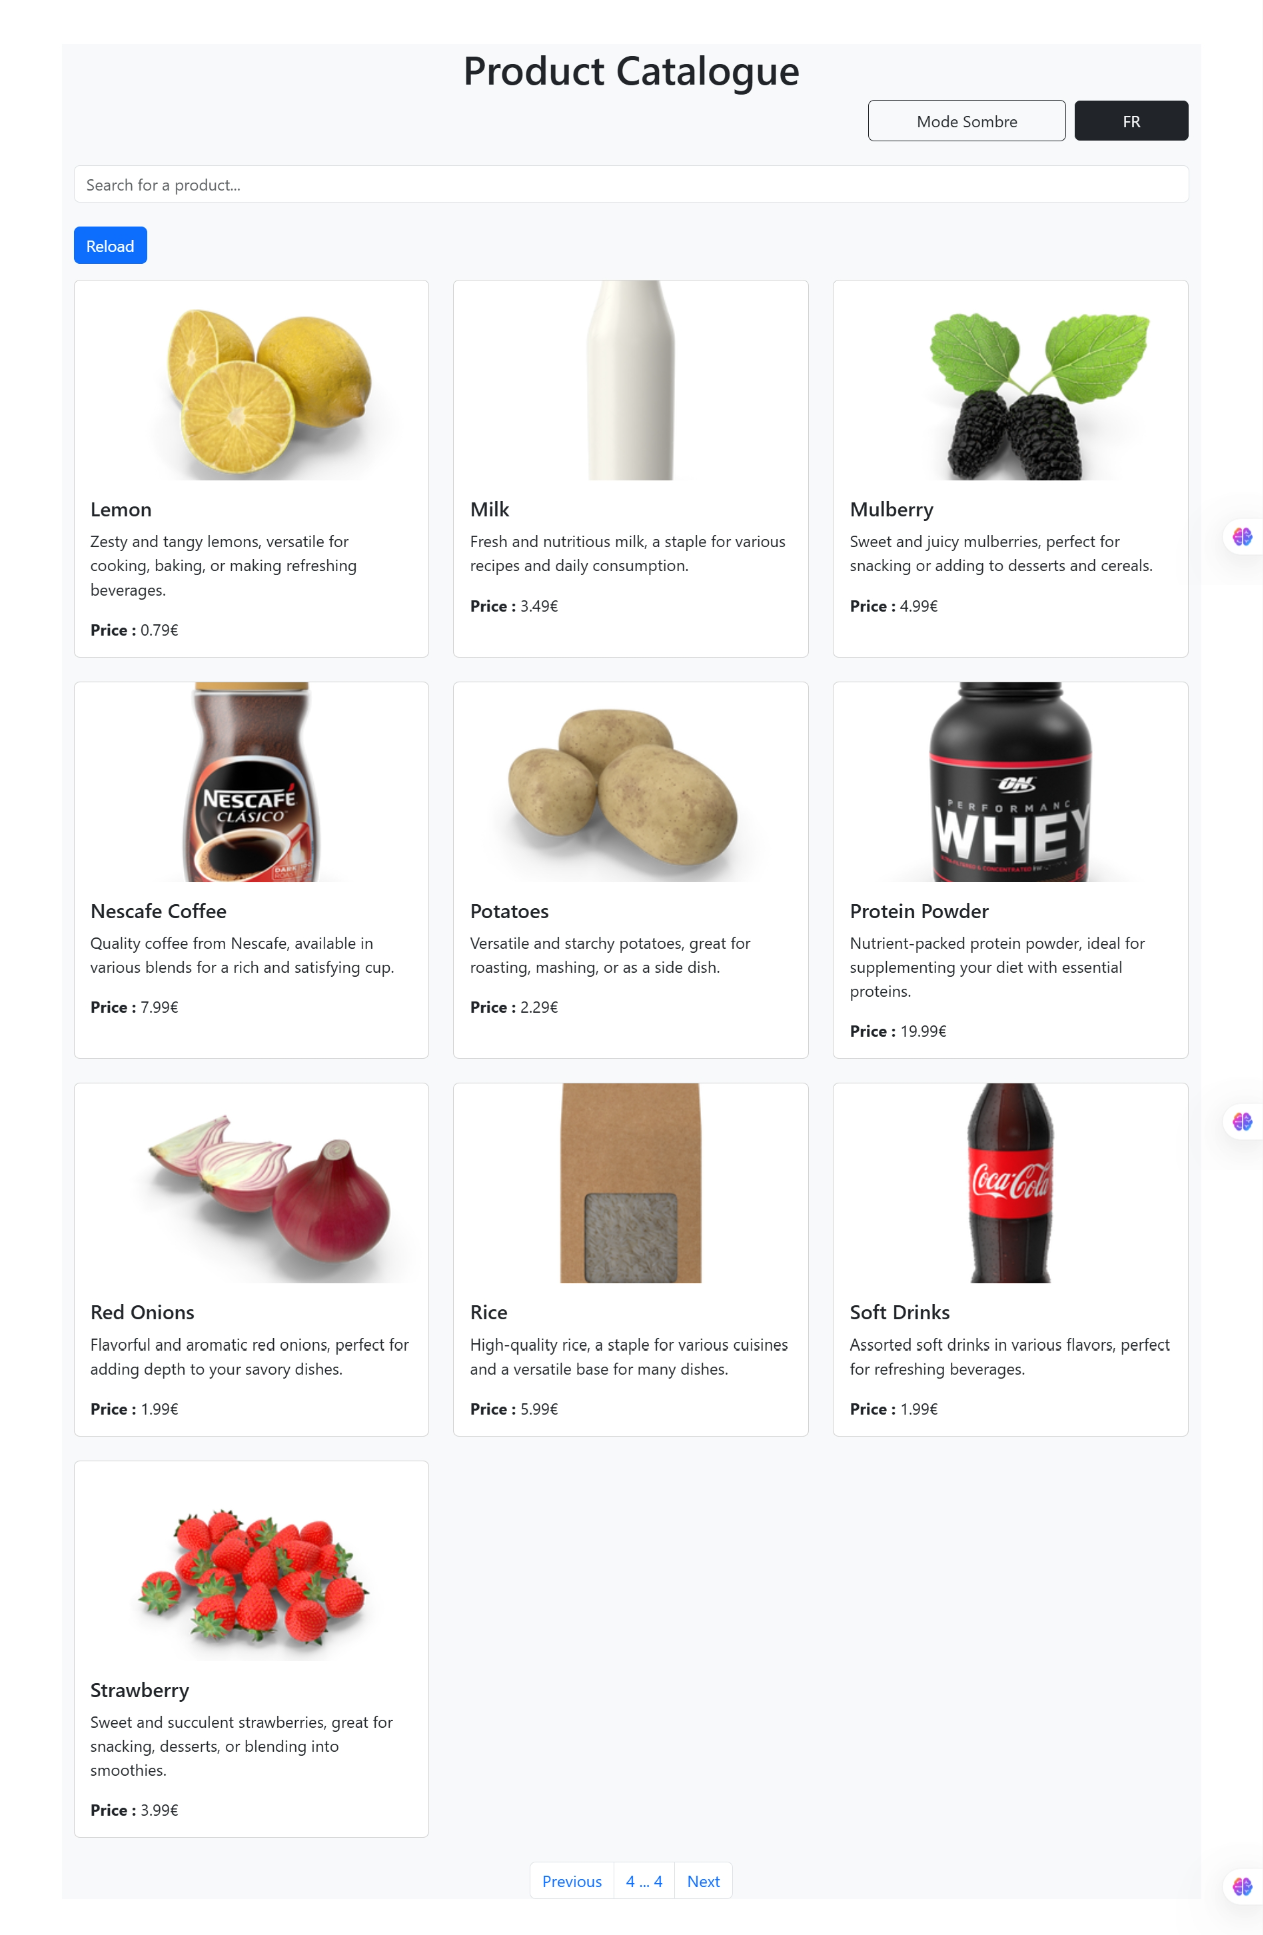 Product Catalogue
Mode Sombre
FR
Search for a product...
Reload
Lemon
Zesty and tangy lemons, versatile for
cooking, baking, or making refreshing
beverages.
Price : 0.79€
Milk
Fresh and nutritious milk, a staple for various
recipes and daily consumption.
Price : 3.49€
Mulberry
Sweet and juicy mulberries, perfect for
snacking or adding to desserts and cereals.
Price : 4.99€
NESCAFÉ
CLÁSICO
DARK
Nescafe Coffee
Quality coffee from Nescafe, available in
various blends for a rich and satisfying cup.
Price : 7.99€
Potatoes
Versatile and starchy potatoes, great for
roasting, mashing, or as a side dish.
Price : 2.29€
ON
PERFORMANC
WHEY
Protein Powder
Nutrient-packed protein powder, ideal for
supplementing your diet with essential
proteins.
Price : 19.99€
Red Onions
Flavorful and aromatic red onions, perfect for
adding depth to your savory dishes.
Price : 1.99€
Rice
High-quality rice, a staple for various cuisines
and a versatile base for many dishes.
Price : 5.99€
Coca-Cola
Soft Drinks
Assorted soft drinks in various flavors, perfect
for refreshing beverages.
Price : 1.99€
Strawberry
Sweet and succulent strawberries, great for
snacking, desserts, or blending into
smoothies.
Price : 3.99€
Previous
4 ... 4
Next